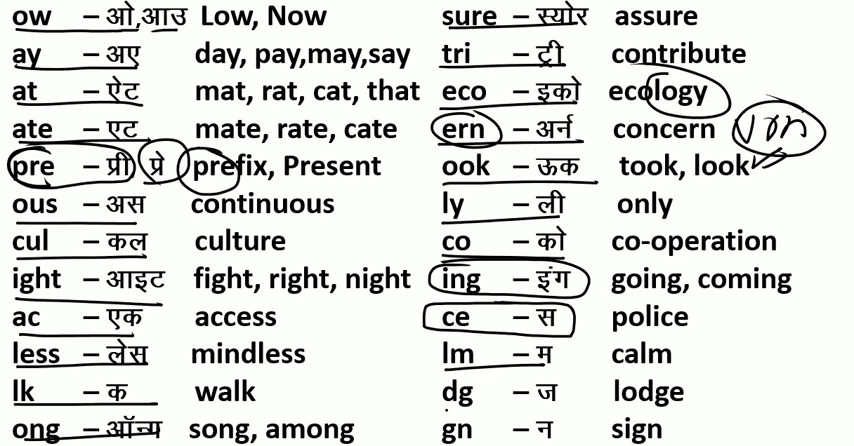 ow – ओ,आउ Low, Now
ay – अए day, pay,may,say
at – ऐट mat, rat, cat, that
ate – एट mate, rate, cate
pre – प्री प्रे prefix, Present
ous – अस continuous
cul – कल culture
ight – आइट fight, right, night
ac – एक access
less – लेस mindless
lk – क walk
ong – ऑन्ग song, among
sure – स्योर assure
tri – ट्री contribute
eco – इको ecology
ern – अर्न concern
ook – ऊक took, look
ly – ली only
co – को co-operation
ing – इंग going, coming
ce – स police
lm – म calm
dg – ज lodge
gn – न sign